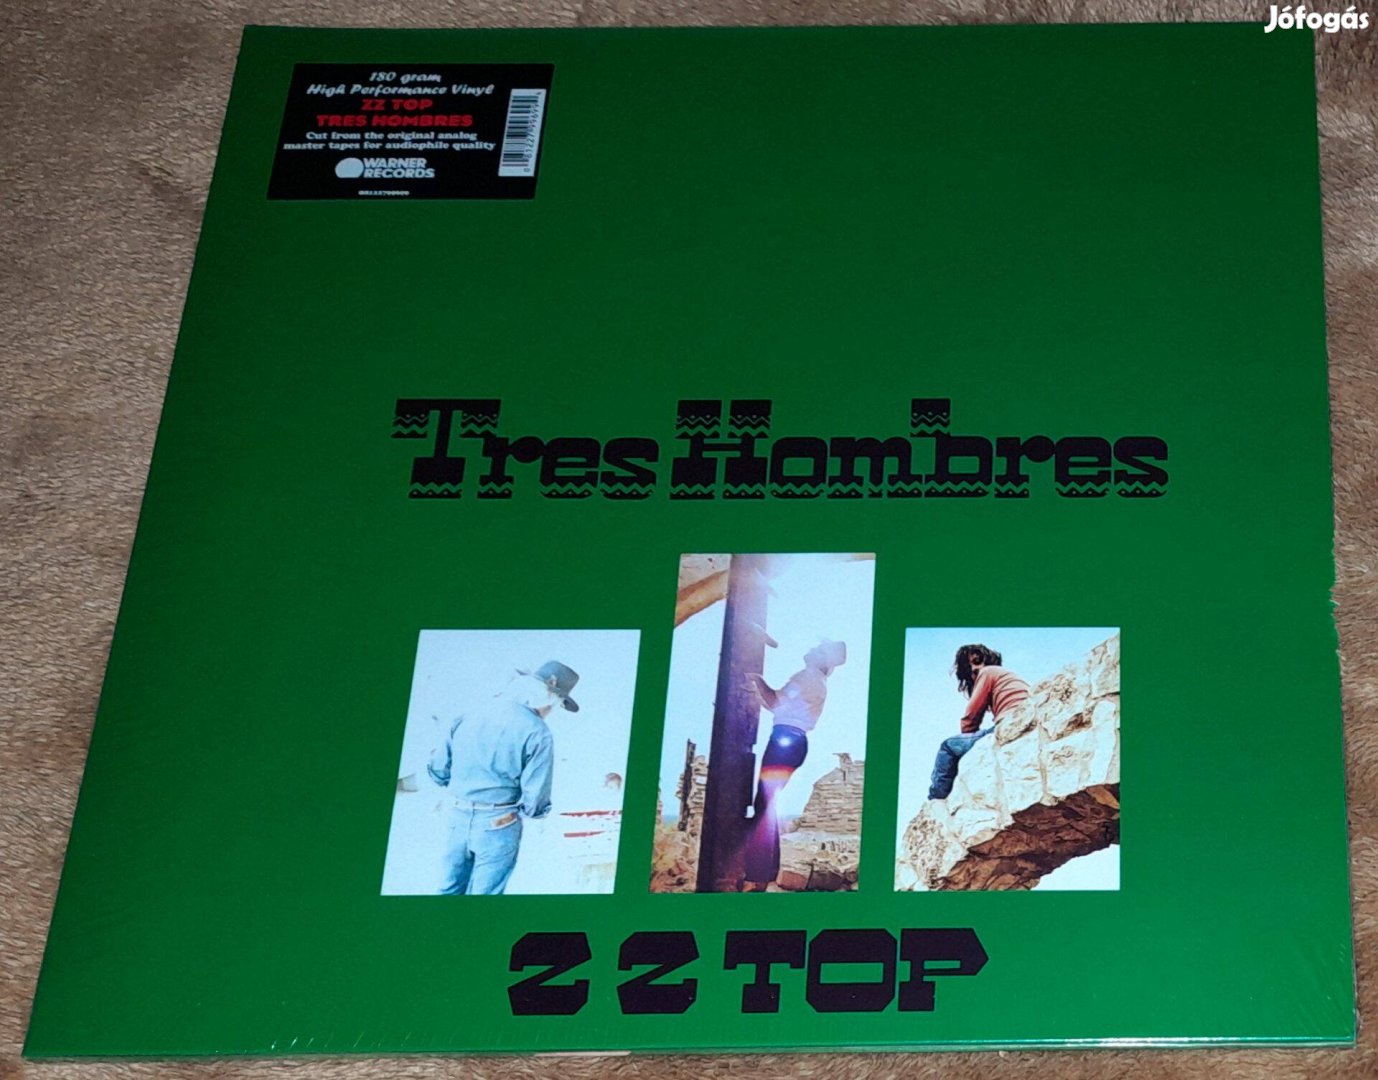 Jófogás
180 gram
High Performance Vinyl
ZZ TOP
TRES HOMBRES
Cut from the original analog
master tapes for audiophile quality
WARNER
RECORDS
Tres Hombres
ZZ TOP